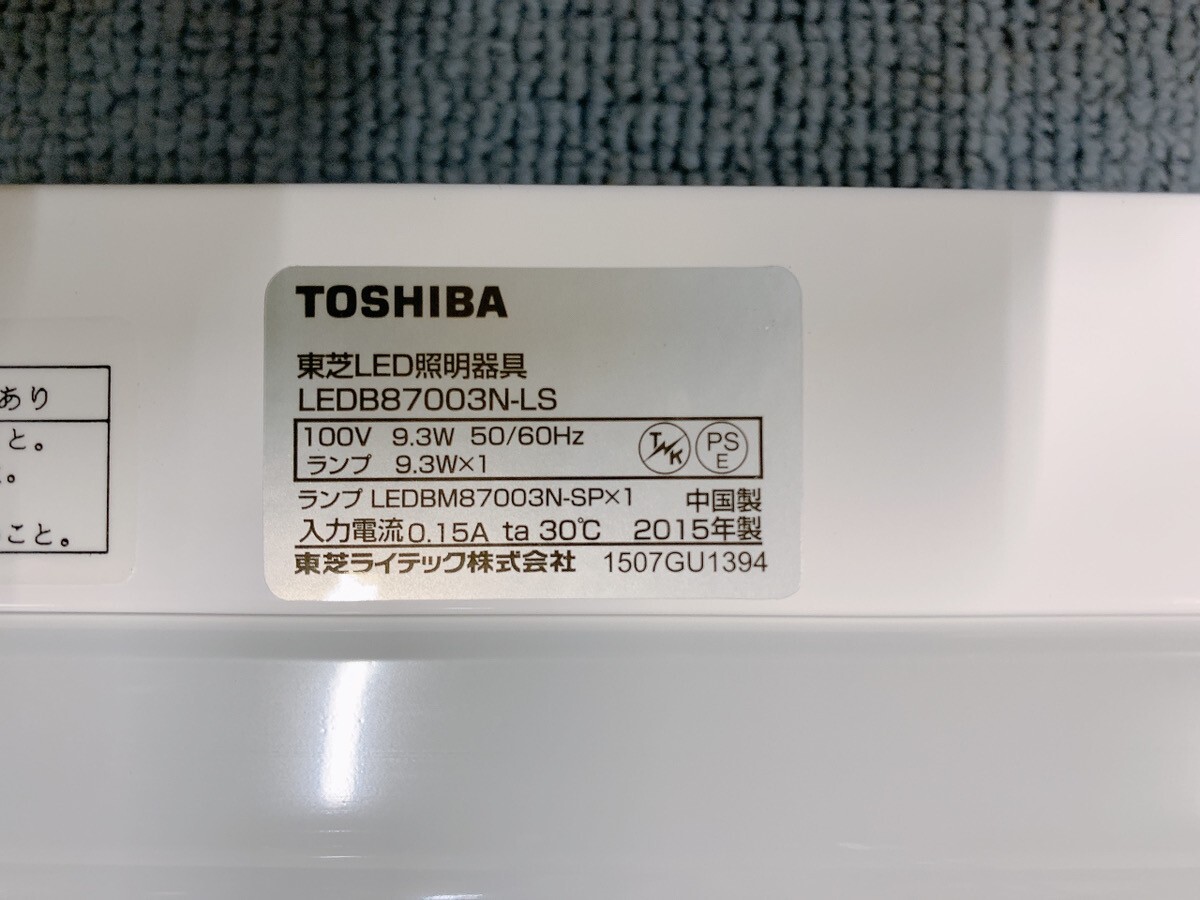 TOSHIBA
東芝LED照明器具
LEDB87003N-LS
100V 9.3W 50/60Hz
ランプ 9.3W×1
T K
PS
E
ランプ LEDBM87003N-SP×1 中国製
入力電流0.15A ta 30℃ 2015年製
東芝ライテック株式会社 1507GU1394
あり
と。
。
こと。